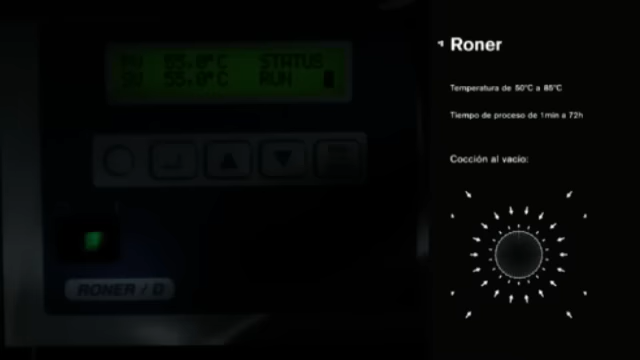 55.0°C STATUS
55.0°C RUN
RONER / D
Roner
Temperatura de 50°C a 85°C
Tiempo de proceso de 1min a 72h
Cocción al vacío: